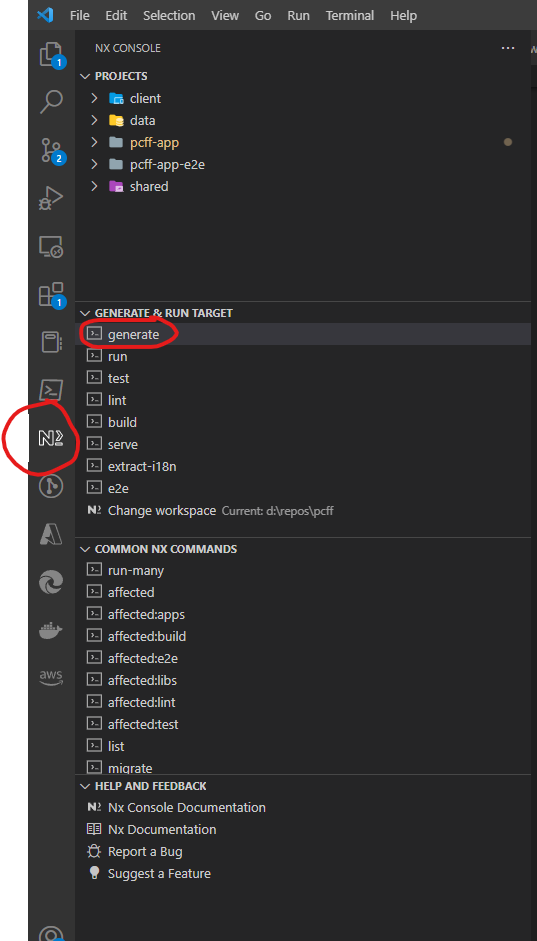 File Edit Selection View Go Run Terminal Help
NX CONSOLE ...
1
PROJECTS
client
data
pcff-app
2
pcff-app-e2e
shared
1
GENERATE & RUN TARGET
generate
run
test
lint
build
serve
extract-i18n
e2e
Change workspace Current: d:\repos\pcff
COMMON NX COMMANDS
run-many
affected
affected:apps
affected:build
affected:e2e
affected:libs
aws
affected:lint
affected:test
list
migrate
HELP AND FEEDBACK
Nx Console Documentation
Nx Documentation
Report a Bug
Suggest a Feature